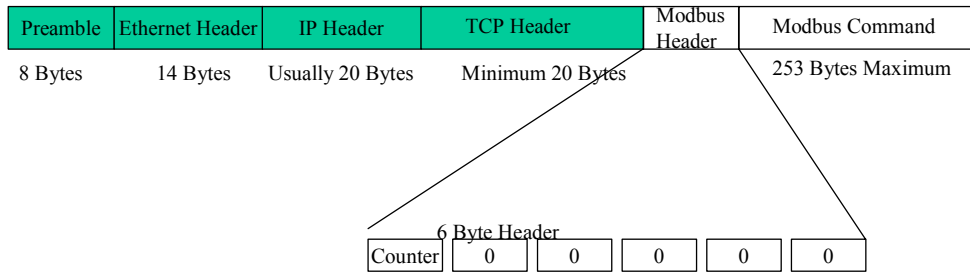 Preamble Ethernet Header IP Header TCP Header Modbus Header Modbus Command
8 Bytes 14 Bytes Usually 20 Bytes Minimum 20 Bytes 253 Bytes Maximum
6 Byte Header
Counter 0 0 0 0 0